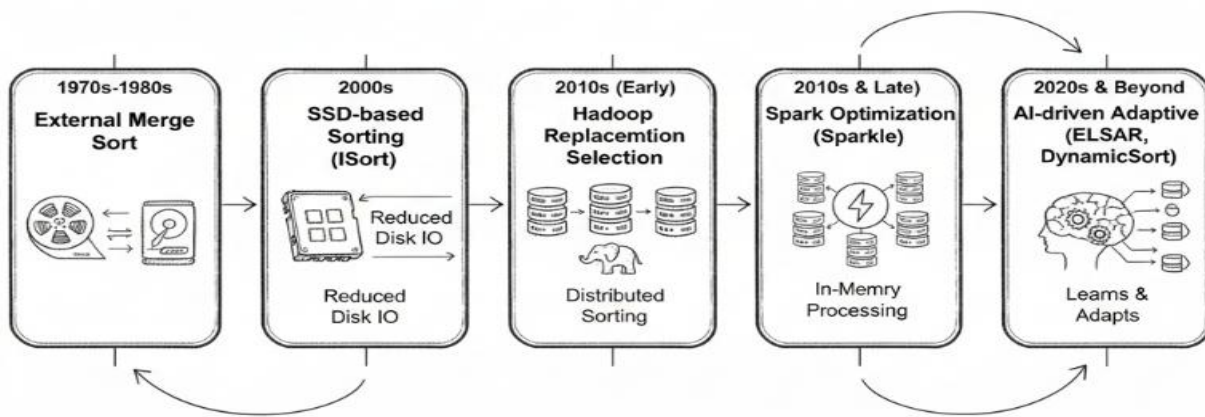 1970s-1980s
External Merge
Sort
2000s
SSD-based
Sorting
(ISort)
Reduced
Disk IO
Reduced
Disk IO
2010s (Early)
Hadoop
Replacemtion
Selection
Distributed
Sorting
2010s & Late)
Spark Optimization
(Sparkle)
In-Memry
Processing
2020s & Beyond
AI-driven Adaptive
(ELSAR,
DynamicSort)
Learns &
Adapts